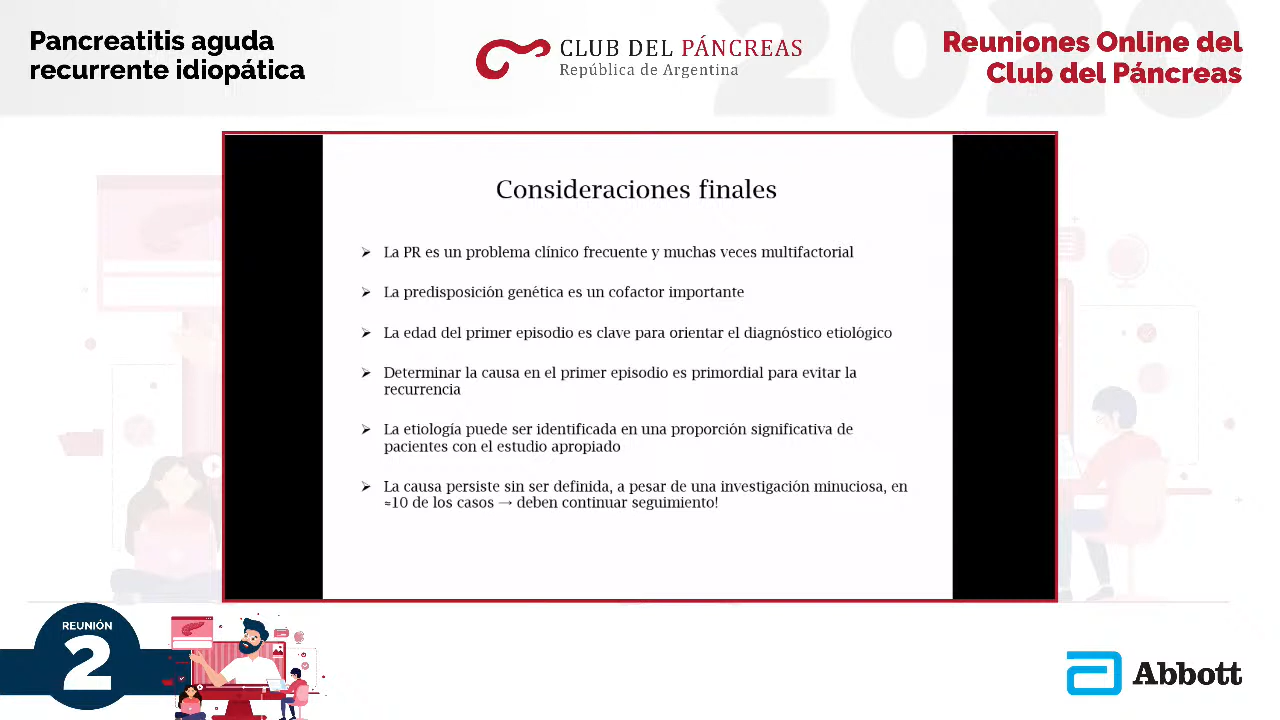 Pancreatitis aguda
recurrente idiopática
CLUB DEL PÁNCREAS
República de Argentina
2020
Reuniones Online del
Club del Páncreas
Consideraciones finales
➢ La PR es un problema clínico frecuente y muchas veces multifactorial
➢ La predisposición genética es un cofactor importante
➢ La edad del primer episodio es clave para orientar el diagnóstico etiológico
➢ Determinar la causa en el primer episodio es primordial para evitar la
recurrencia
➢ La etiología puede ser identificada en una proporción significativa de
pacientes con el estudio apropiado
➢ La causa persiste sin ser definida, a pesar de una investigación minuciosa, en
≈10 de los casos → deben continuar seguimiento!
REUNIÓN
2
Abbott